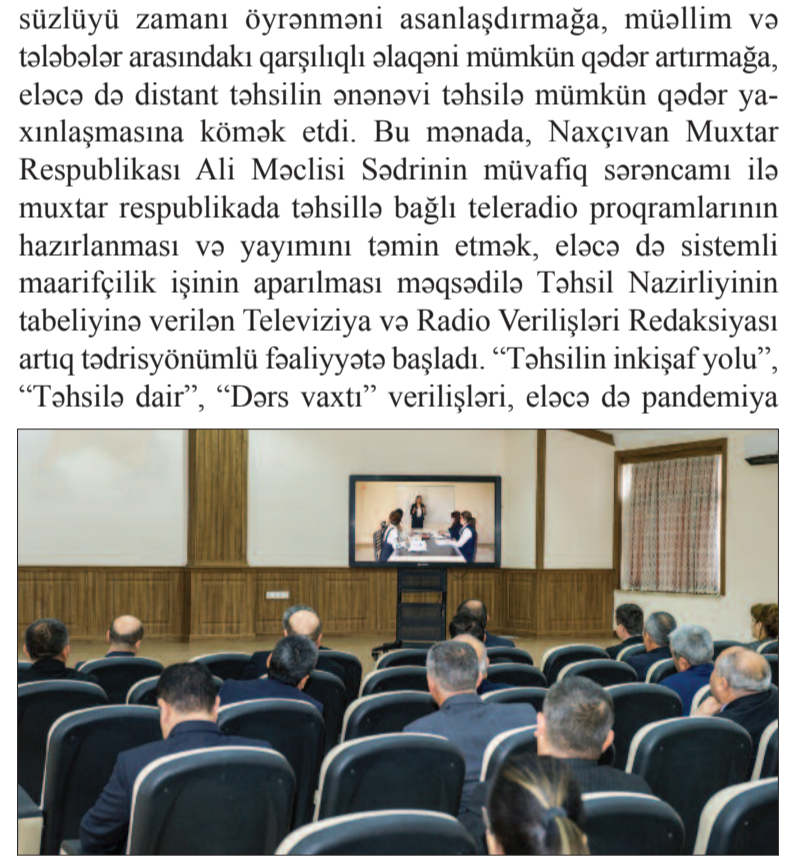 süzlüyü zamanı öyrənməni asanlaşdırmağa, müəllim və
tələbələr arasındakı qarşılıqlı əlaqəni mümkün qədər artırmağa,
eləcə də distant təhsilin ənənəvi təhsilə mümkün qədər ya-
xınlaşmasına kömək etdi. Bu mənada, Naxçıvan Muxtar
Respublikası Ali Məclisi Sədrinin müvafiq sərəncamı ilə
muxtar respublikada təhsillə bağlı teleradio proqramlarının
hazırlanması və yayımını təmin etmək, eləcə də sistemli
maarifçilik işinin aparılması məqsədilə Təhsil Nazirliyinin
tabeliyinə verilən Televiziya və Radio Verilişləri Redaksiyası
artıq tədrisyönümlü fəaliyyətə başladı. “Təhsilin inkişaf yolu”,
“Təhsilə dair”, “Dərs vaxtı” verilişləri, eləcə də pandemiya